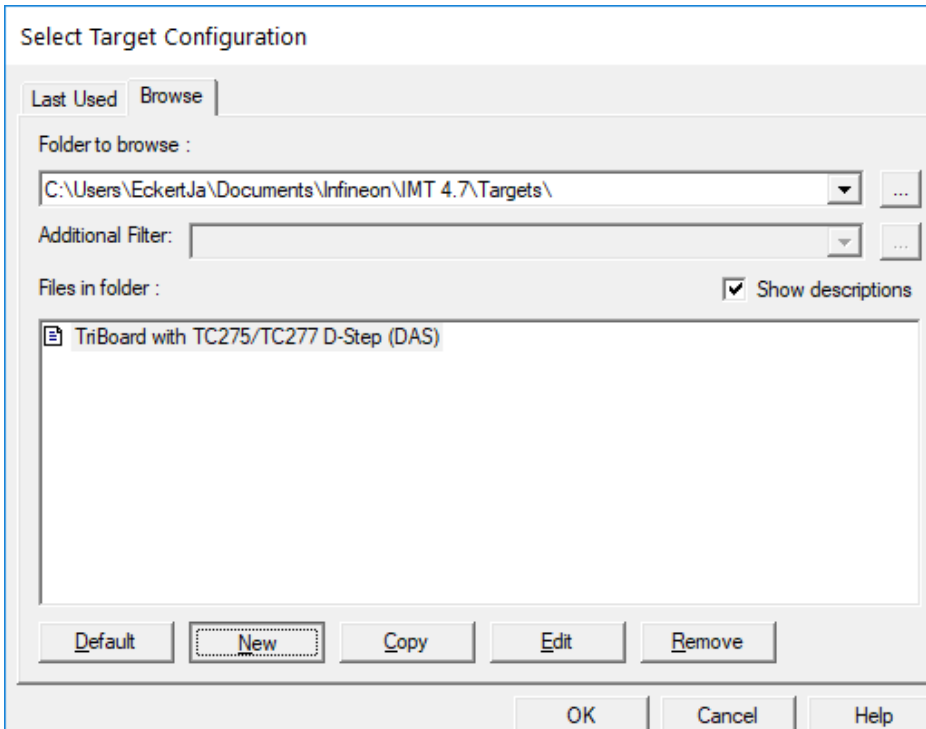 Select Target Configuration
Last Used Browse
Folder to browse :
C:\Users\EckertJa\Documents\Infineon\IMT 4.7\Targets\ ...
Additional Filter: ...
Files in folder : Show descriptions
TriBoard with TC275/TC277 D-Step (DAS)
Default New Copy Edit Remove
OK Cancel Help